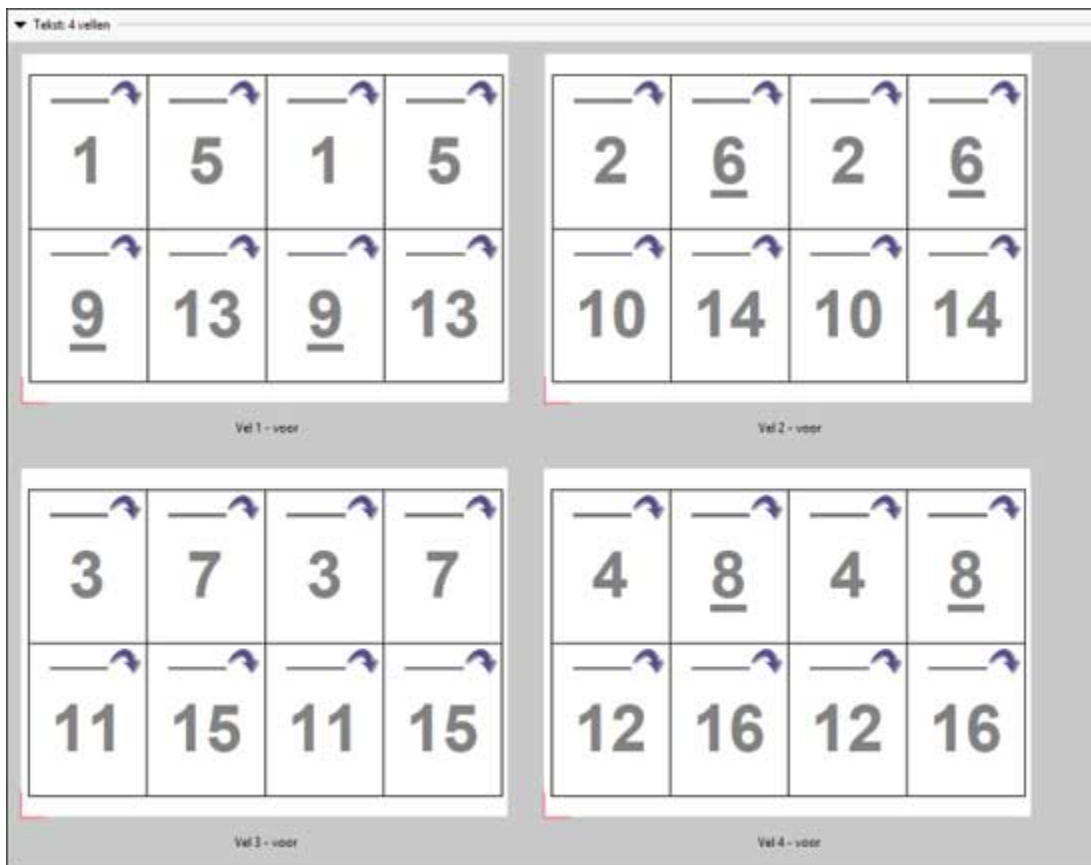 Tekst: 4 vellen
1 5 1 5
9 13 9 13
Vel 1 - voor
2 6 2 6
10 14 10 14
Vel 2 - voor
3 7 3 7
11 15 11 15
Vel 3 - voor
4 8 4 8
12 16 12 16
Vel 4 - voor